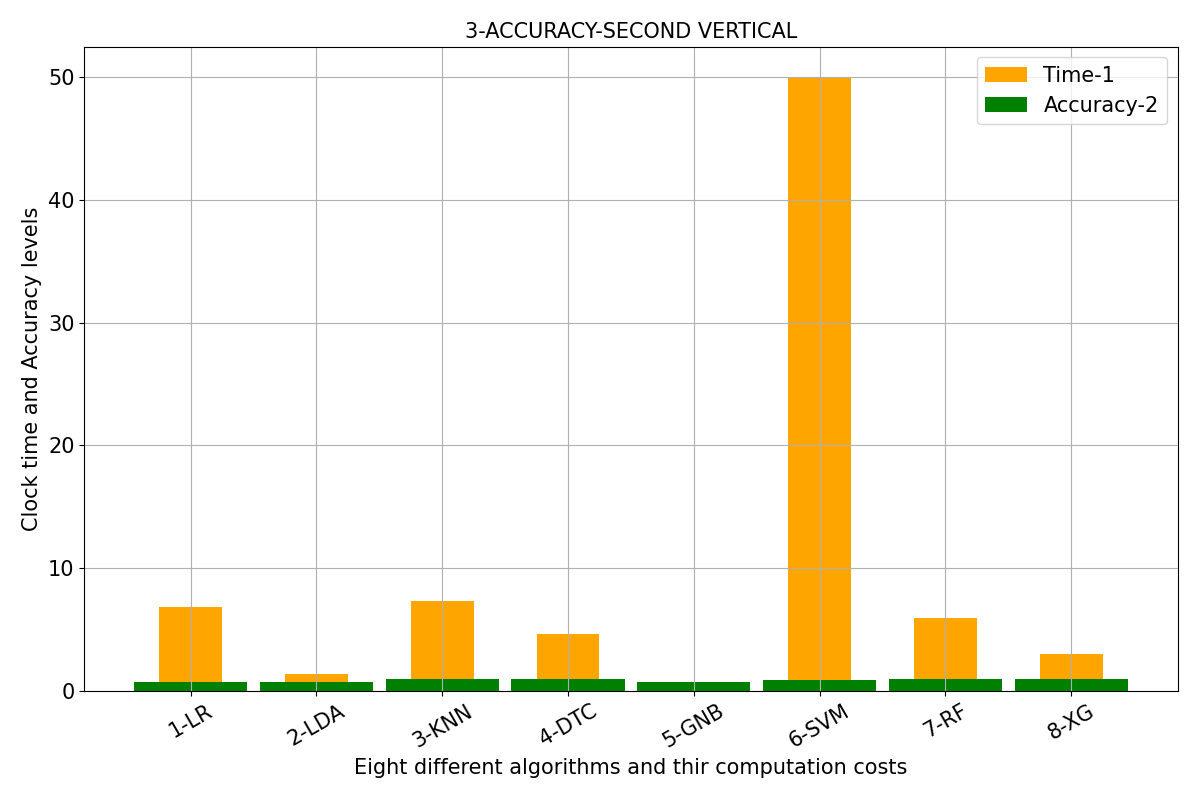 3-ACCURACY-SECOND VERTICAL
Time-1
Accuracy-2
Clock time and Accuracy levels
50
40
30
20
10
0
1-LR
2-LDA
3-KNN
4-DTC
5-GNB
6-SVM
7-RF
8-XG
Eight different algorithms and thir computation costs